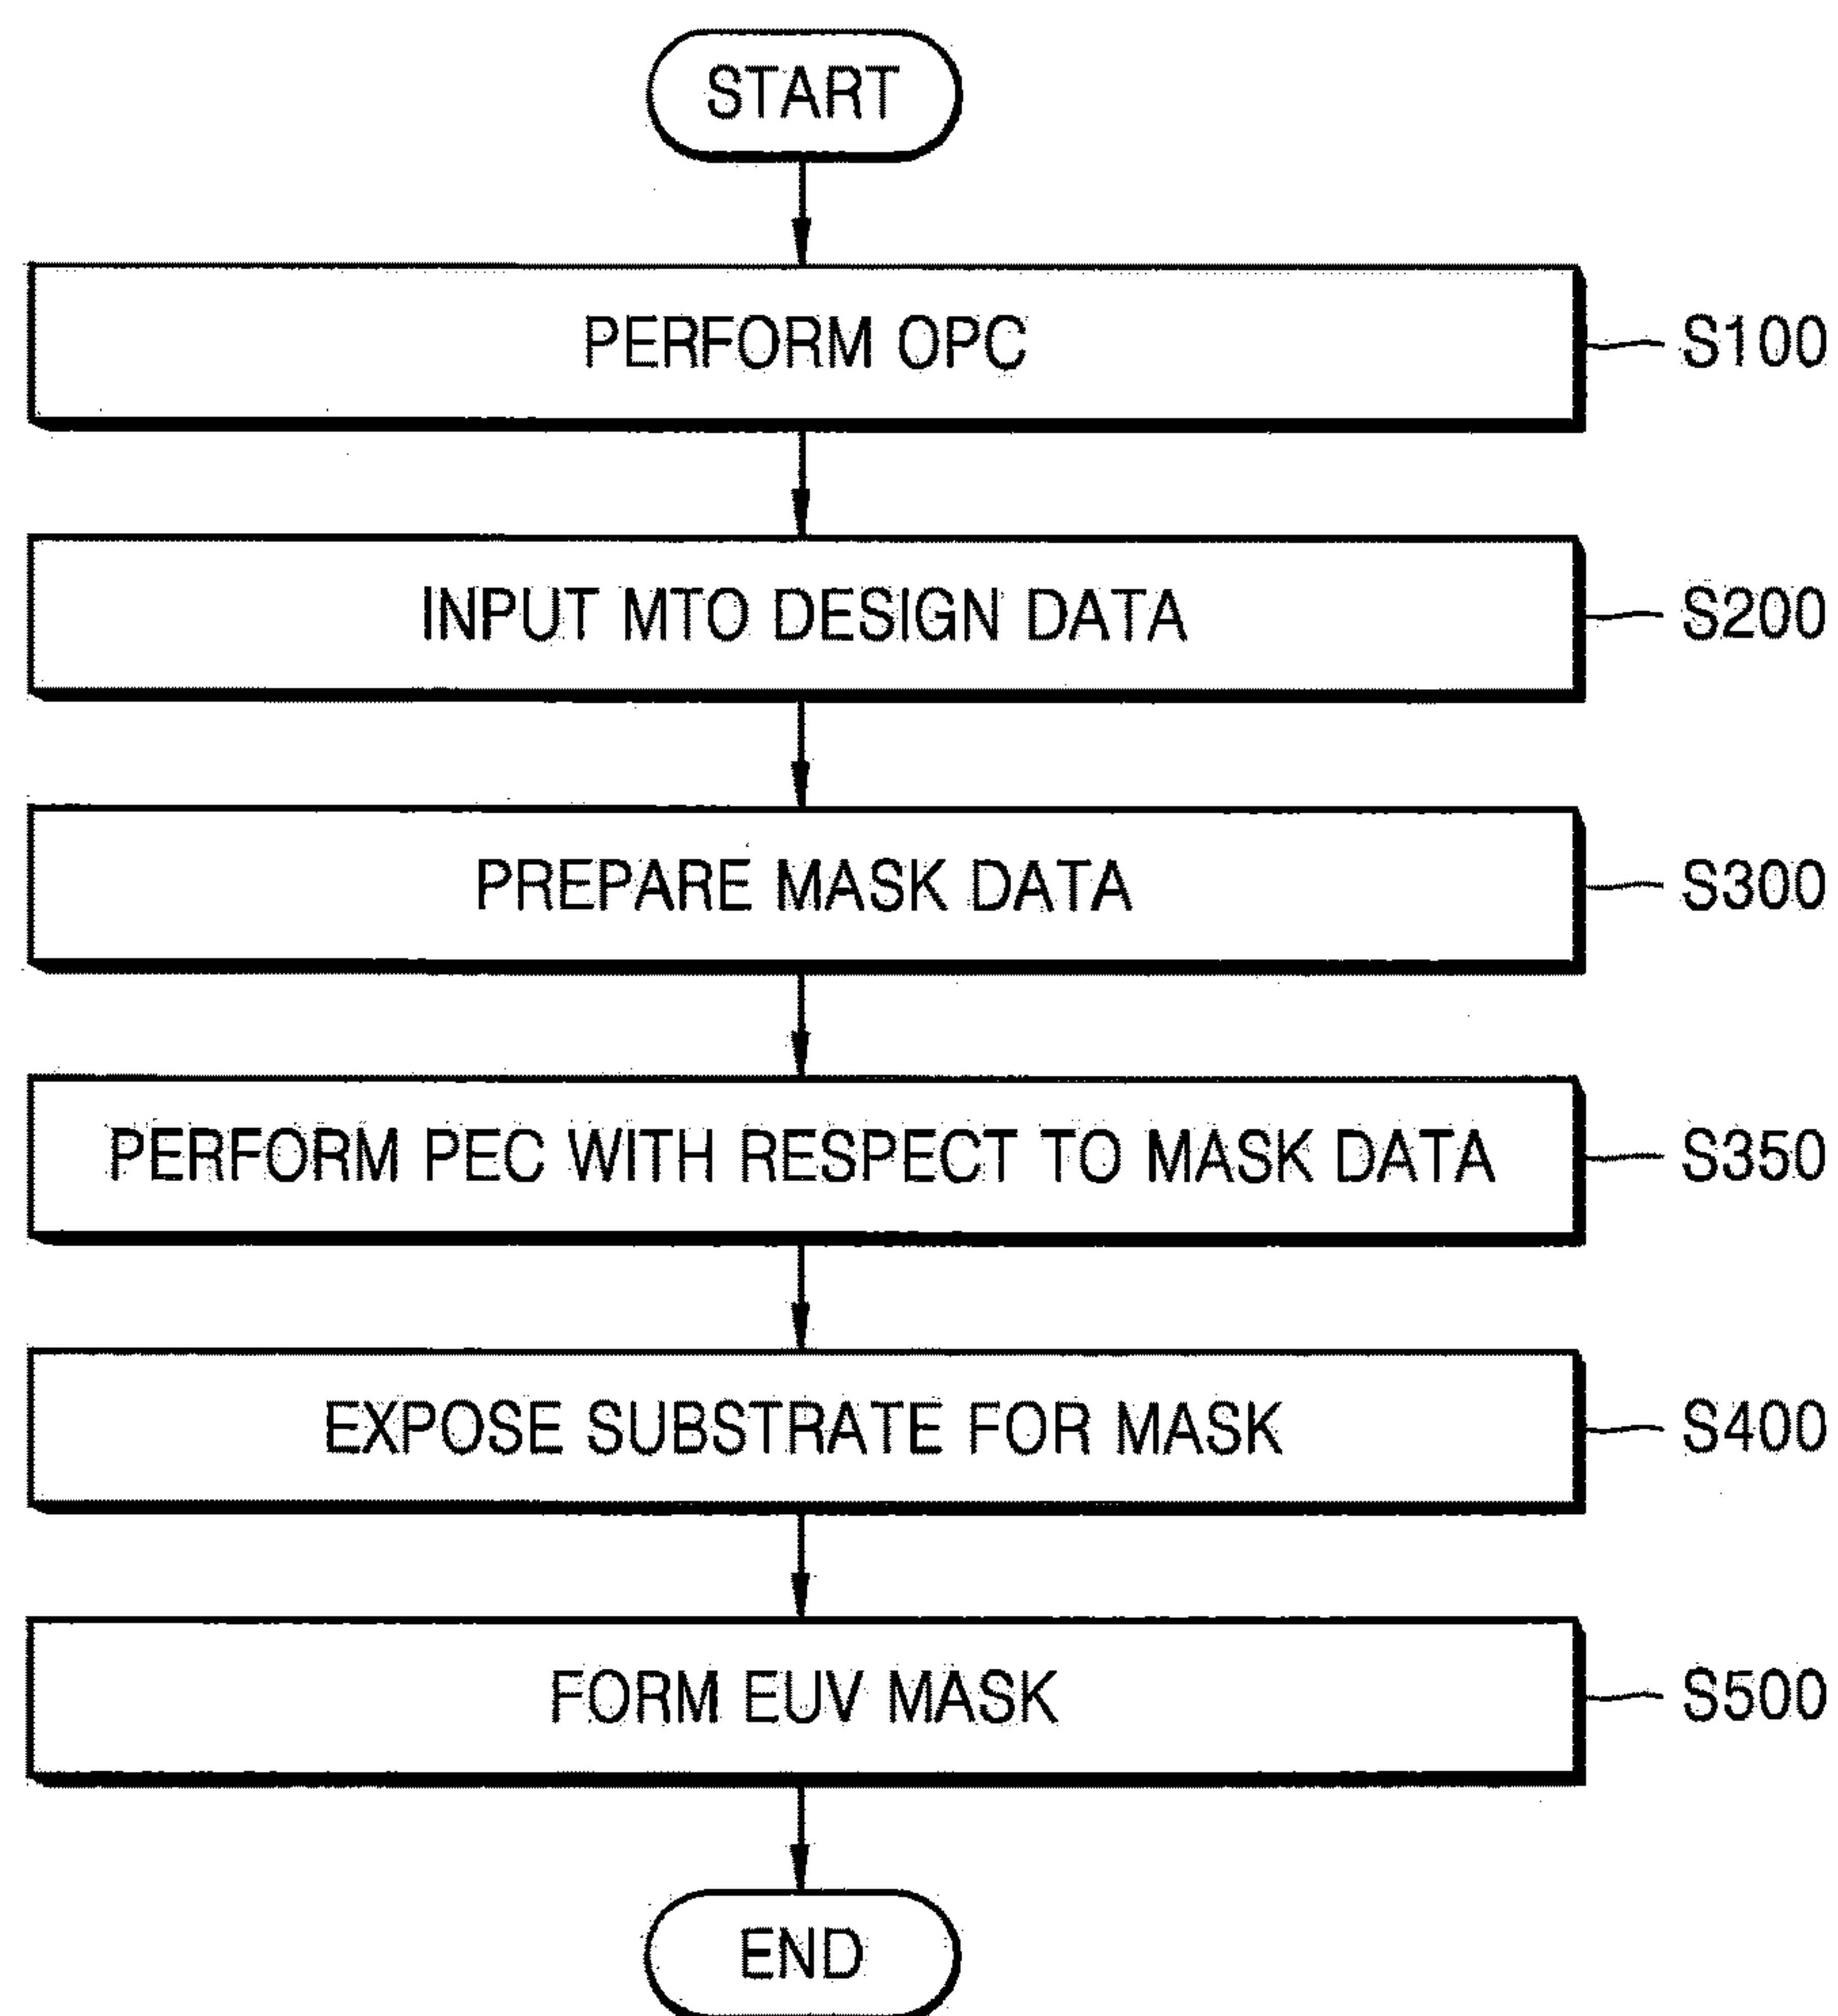 START
PERFORM OPC
S100
INPUT MTO DESIGN DATA
S200
PREPARE MASK DATA
S300
PERFORM PEC WITH RESPECT TO MASK DATA
S350
EXPOSE SUBSTRATE FOR MASK
S400
FORM EUV MASK
S500
END